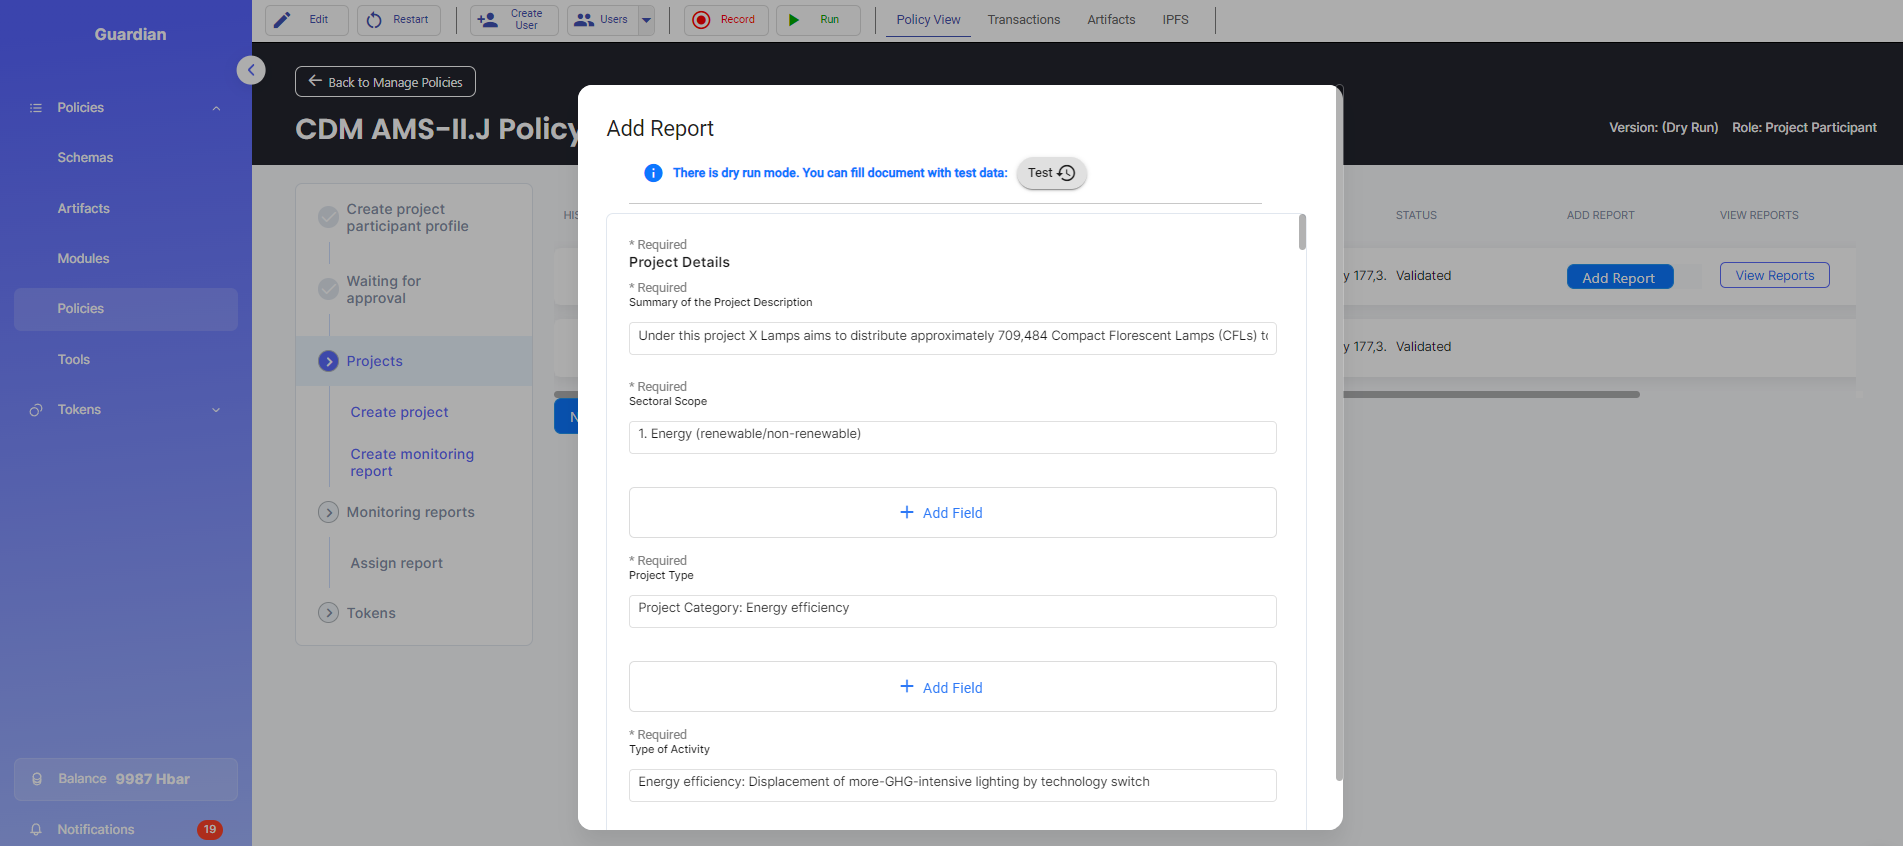 Guardian
Edit
Restart
Create User
Users
Record
Run
Policy View
Transactions
Artifacts
IPFS
Policies
Schemas
Artifacts
Modules
Policies
Tools
Tokens
Balance 9987 Hbar
Notifications 19
Back to Manage Policies
CDM AMS-II.J Policy
Version: (Dry Run) Role: Project Participant
Create project
participant profile
Waiting for
approval
Projects
Create project
Create monitoring
report
Monitoring reports
Assign report
Tokens
STATUS
ADD REPORT
VIEW REPORTS
y 177,3. Validated
Add Report
View Reports
y 177,3. Validated
Add Report
There is dry run mode. You can fill document with test data:
Test
* Required
Project Details
* Required
Summary of the Project Description
Under this project X Lamps aims to distribute approximately 709,484 Compact Florescent Lamps (CFLs) to
* Required
Sectoral Scope
1. Energy (renewable/non-renewable)
+ Add Field
* Required
Project Type
Project Category: Energy efficiency
+ Add Field
* Required
Type of Activity
Energy efficiency: Displacement of more-GHG-intensive lighting by technology switch